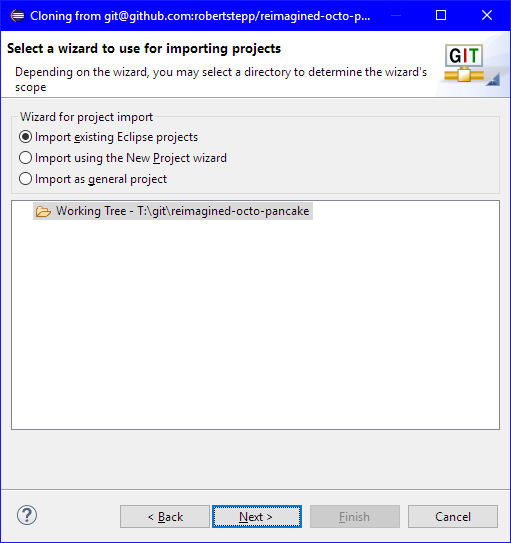 Cloning from git@github.com:robertstepp/reimagined-octo-p...
Select a wizard to use for importing projects
Depending on the wizard, you may select a directory to determine the wizard's
scope
GIT
Wizard for project import
Import existing Eclipse projects
Import using the New Project wizard
Import as general project
Working Tree - T:\git\reimagined-octo-pancake
?
< Back
Next >
Finish
Cancel